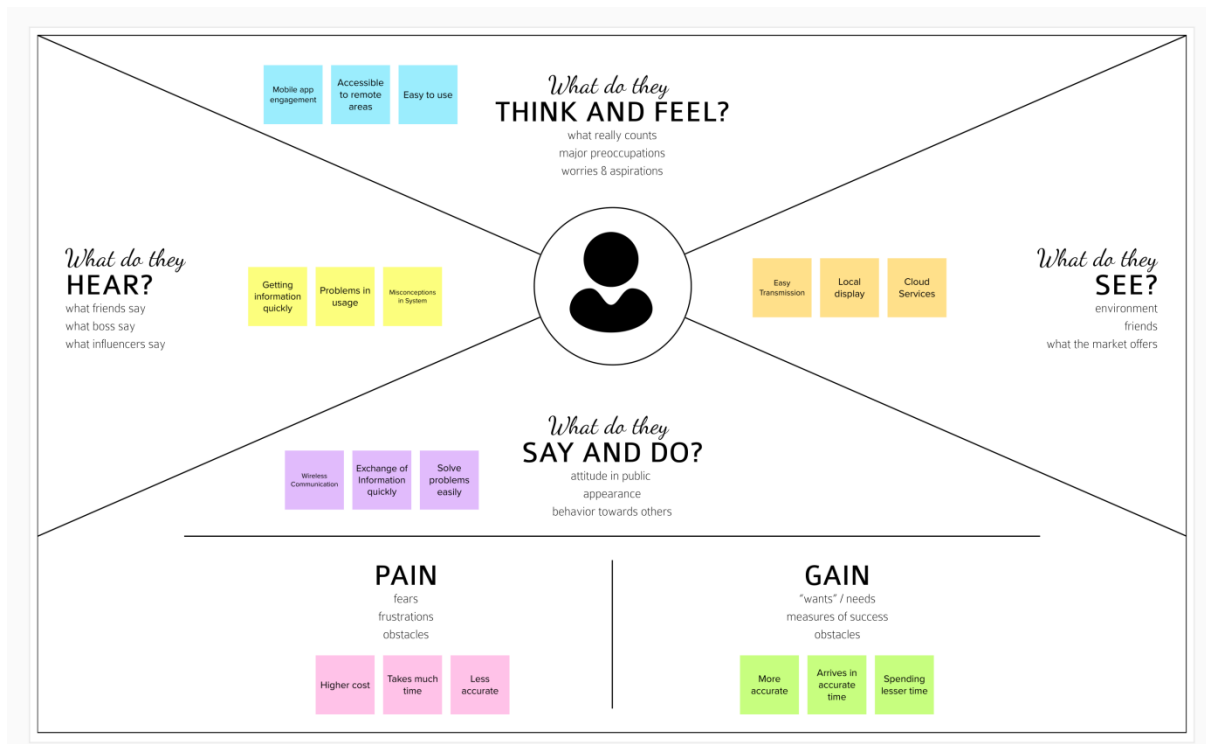 Mobile app
engagement
Accessible
to remote
areas
Easy to use
What do they
THINK AND FEEL?
what really counts
major preoccupations
worries & aspirations
What do they
HEAR?
what friends say
what boss say
what influencers say
Getting
information
quickly
Problems in
usage
Misconceptions
in System
Easy
Transmission
Local
display
Cloud
Services
What do they
SEE?
environment
friends
what the market offers
What do they
SAY AND DO?
attitude in public
appearance
behavior towards others
Wireless
Communication
Exchange of
Information
quickly
Solve
problems
easily
PAIN
fears
frustrations
obstacles
Higher cost
Takes much
time
Less
accurate
GAIN
"wants" / needs
measures of success
obstacles
More
accurate
Arrives in
accurate
time
Spending
lesser time